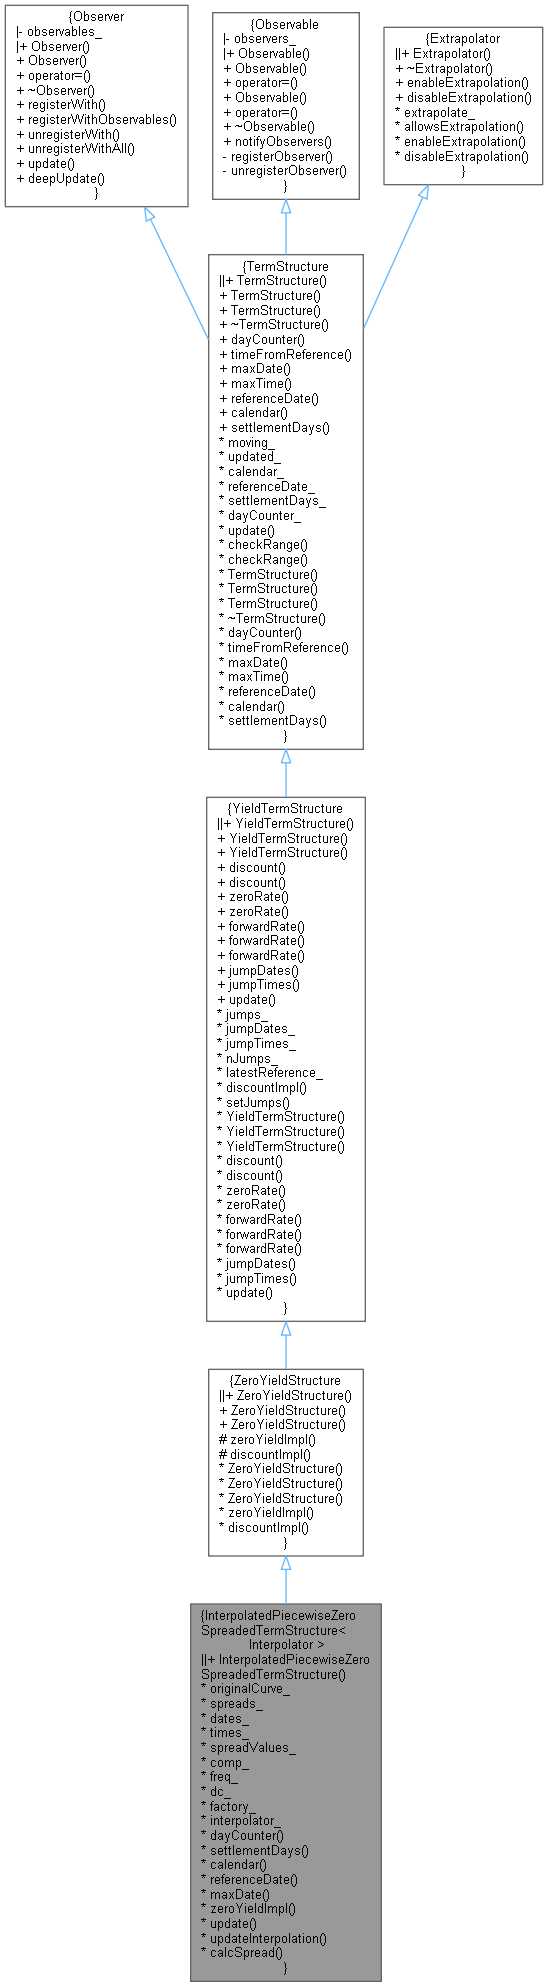 {Observer
|- observables_
|+ Observer()
+ Observer()
+ operator=()
+ ~Observer()
+ registerWith()
+ registerWithObservables()
+ unregisterWith()
+ unregisterWithAll()
+ update()
+ deepUpdate()
}
{Observable
|- observers_
|+ Observable()
+ Observable()
+ operator=()
+ Observable()
+ operator=()
+ ~Observable()
+ notifyObservers()
- registerObserver()
- unregisterObserver()
}
{Extrapolator
||+ Extrapolator()
+ ~Extrapolator()
+ enableExtrapolation()
+ disableExtrapolation()
* extrapolate_
* allowsExtrapolation()
* enableExtrapolation()
* disableExtrapolation()
}
{TermStructure
||+ TermStructure()
+ TermStructure()
+ TermStructure()
+ ~TermStructure()
+ dayCounter()
+ timeFromReference()
+ maxDate()
+ maxTime()
+ referenceDate()
+ calendar()
+ settlementDays()
* moving_
* updated_
* calendar_
* referenceDate_
* settlementDays_
* dayCounter_
* update()
* checkRange()
* checkRange()
* TermStructure()
* TermStructure()
* TermStructure()
* ~TermStructure()
* dayCounter()
* timeFromReference()
* maxDate()
* maxTime()
* referenceDate()
* calendar()
* settlementDays()
}
{YieldTermStructure
||+ YieldTermStructure()
+ YieldTermStructure()
+ YieldTermStructure()
+ discount()
+ discount()
+ zeroRate()
+ zeroRate()
+ forwardRate()
+ forwardRate()
+ forwardRate()
+ jumpDates()
+ jumpTimes()
+ update()
* jumps_
* jumpDates_
* jumpTimes_
* nJumps_
* latestReference_
* discountImpl()
* setJumps()
* YieldTermStructure()
* YieldTermStructure()
* YieldTermStructure()
* discount()
* discount()
* zeroRate()
* zeroRate()
* forwardRate()
* forwardRate()
* forwardRate()
* jumpDates()
* jumpTimes()
* update()
}
{ZeroYieldStructure
||+ ZeroYieldStructure()
+ ZeroYieldStructure()
+ ZeroYieldStructure()
# zeroYieldImpl()
# discountImpl()
* ZeroYieldStructure()
* ZeroYieldStructure()
* ZeroYieldStructure()
* zeroYieldImpl()
* discountImpl()
}
{InterpolatedPiecewiseZero
SpreadedTermStructure<
Interpolator >
||+ InterpolatedPiecewiseZero
SpreadedTermStructure()
* originalCurve_
* spreads_
* dates_
* times_
* spreadValues_
* comp_
* freq_
* dc_
* factory_
* interpolator_
* dayCounter()
* settlementDays()
* calendar()
* referenceDate()
* maxDate()
* zeroYieldImpl()
* update()
* updateInterpolation()
* calcSpread()
}